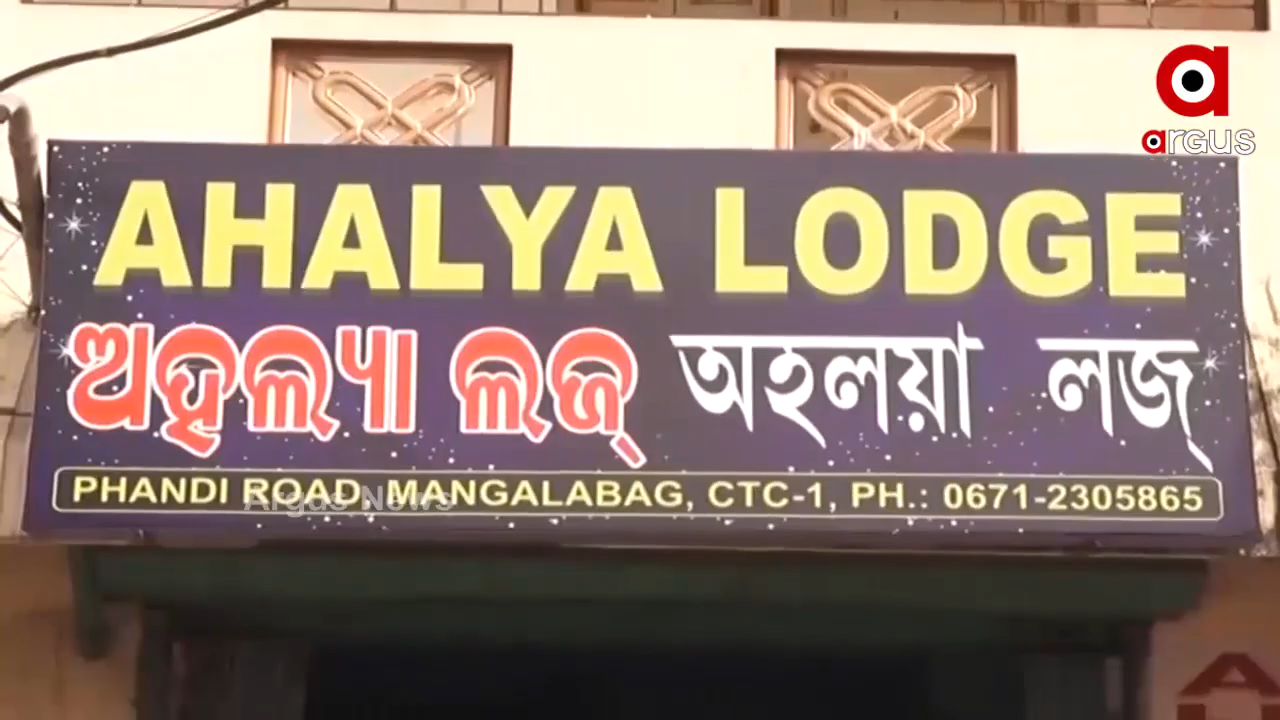 argus
AHALYA LODGE
ଅହଲ୍ୟା ଲଜ୍ অহলয়া লজ্
PHANDI ROAD, MANGALABAG, CTC-1, PH.: 0671-2305865
Argus News